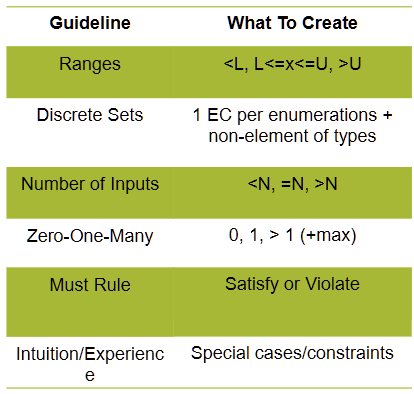 Guideline What To Create
Ranges <L, L<=x<=U, >U
Discrete Sets 1 EC per enumerations +
non-element of types
Number of Inputs <N, =N, >N
Zero-One-Many 0, 1, > 1 (+max)
Must Rule Satisfy or Violate
Intuition/Experienc Special cases/constraints
e